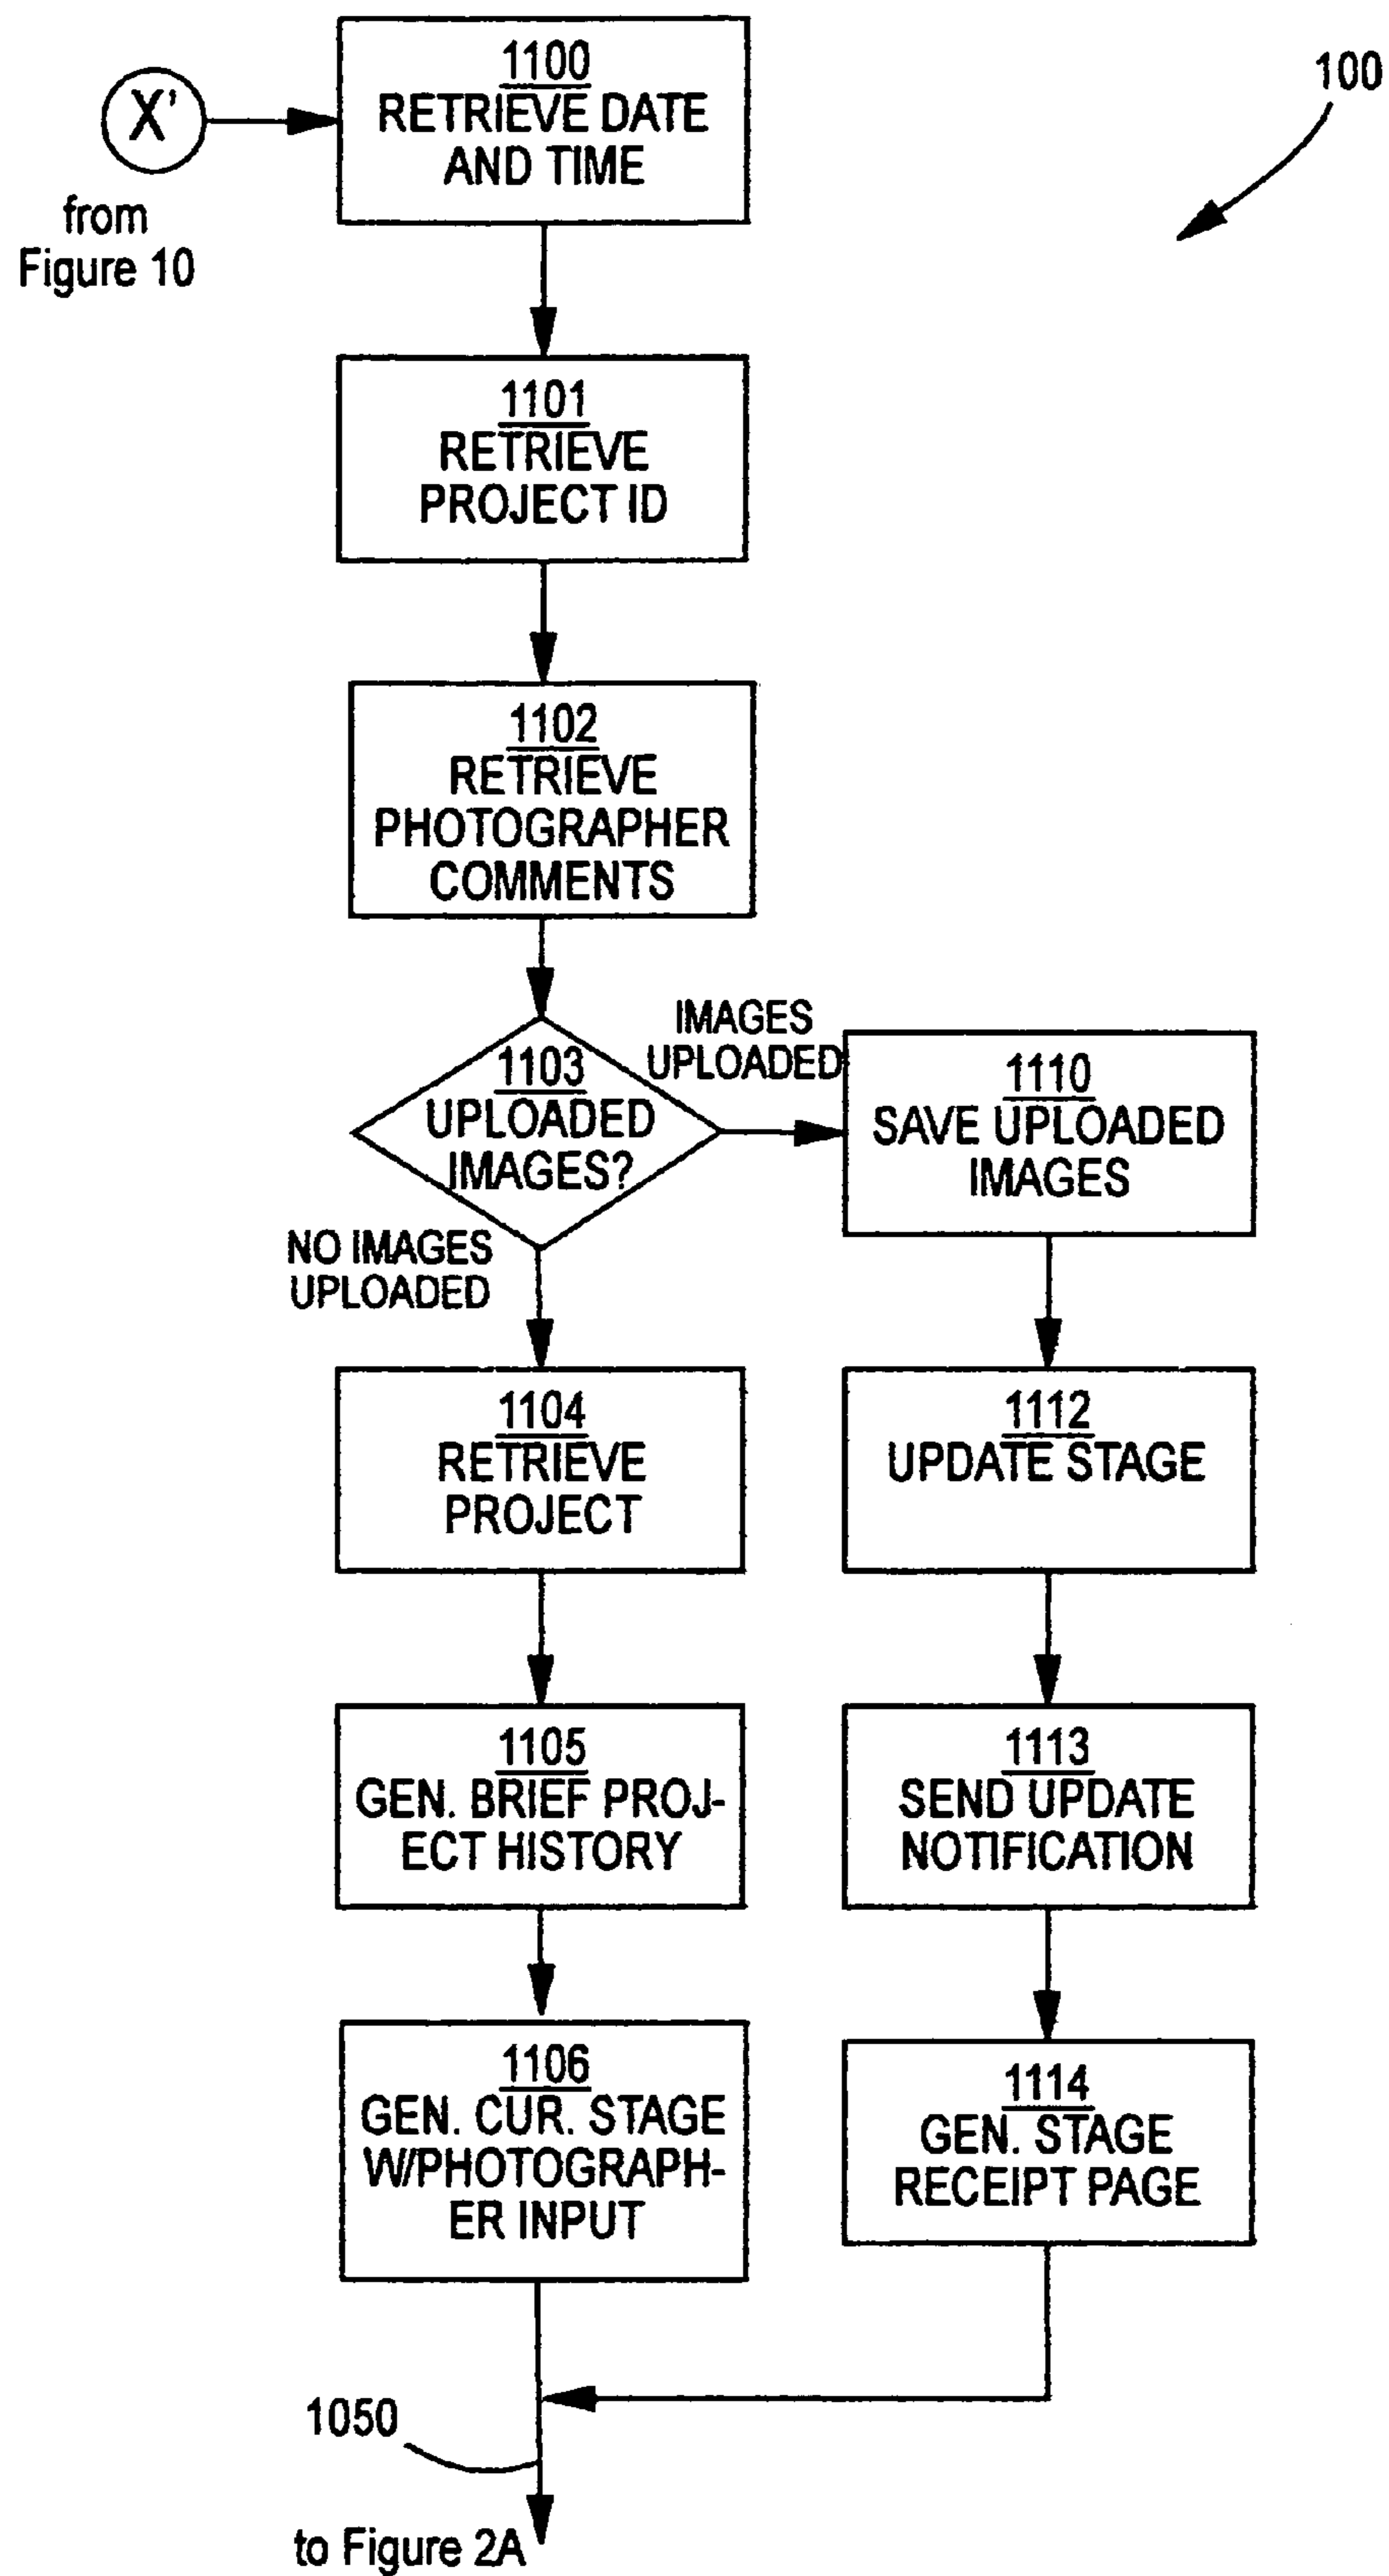 1100
RETRIEVE DATE
AND TIME
100
X'
from
Figure 10
1101
RETRIEVE
PROJECT ID
1102
RETRIEVE
PHOTOGRAPHER
COMMENTS
1103
UPLOADED
IMAGES?
IMAGES
UPLOADED
1110
SAVE UPLOADED
IMAGES
NO IMAGES
UPLOADED
1104
RETRIEVE
PROJECT
1112
UPDATE STAGE
1105
GEN. BRIEF PROJ-
ECT HISTORY
1113
SEND UPDATE
NOTIFICATION
1106
GEN. CUR. STAGE
W/PHOTOGRAPH-
ER INPUT
1114
GEN. STAGE
RECEIPT PAGE
1050
to Figure 2A